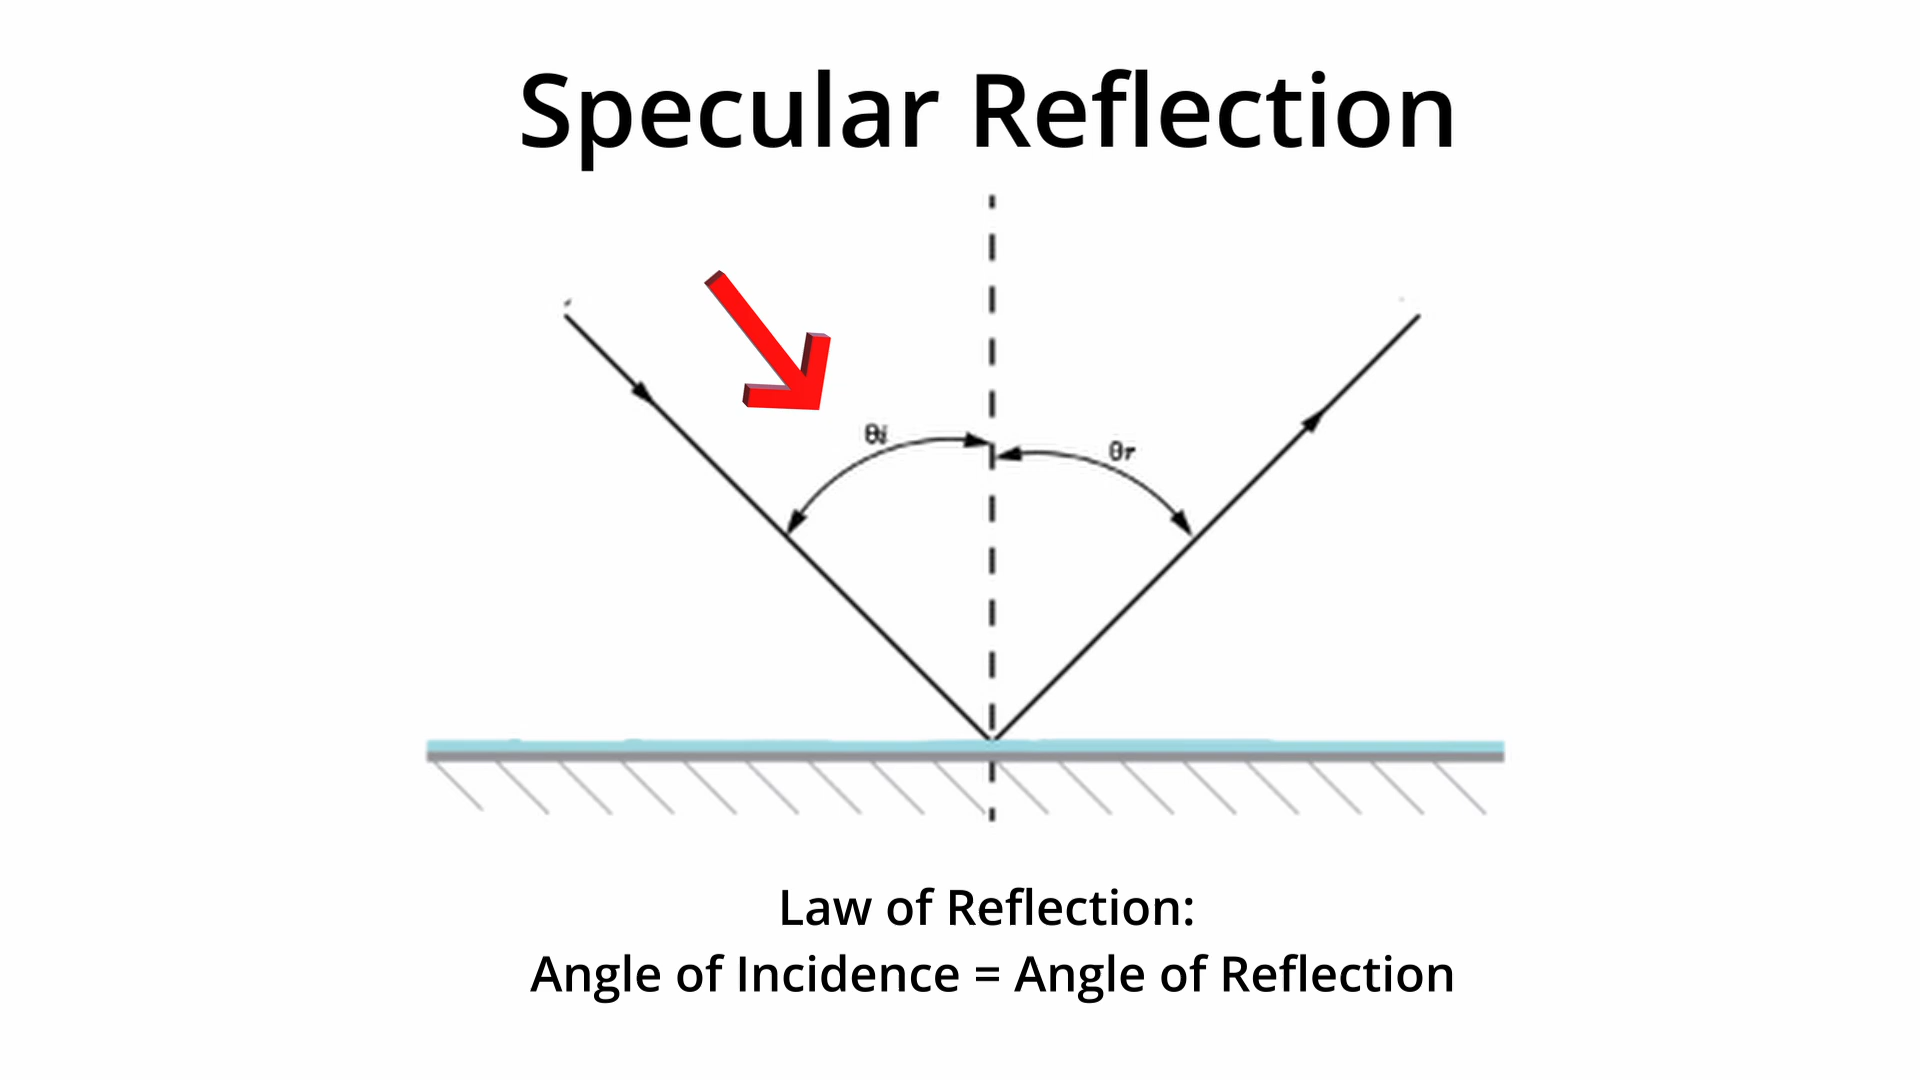 Specular Reflection
θi
θr
Law of Reflection:
Angle of Incidence = Angle of Reflection